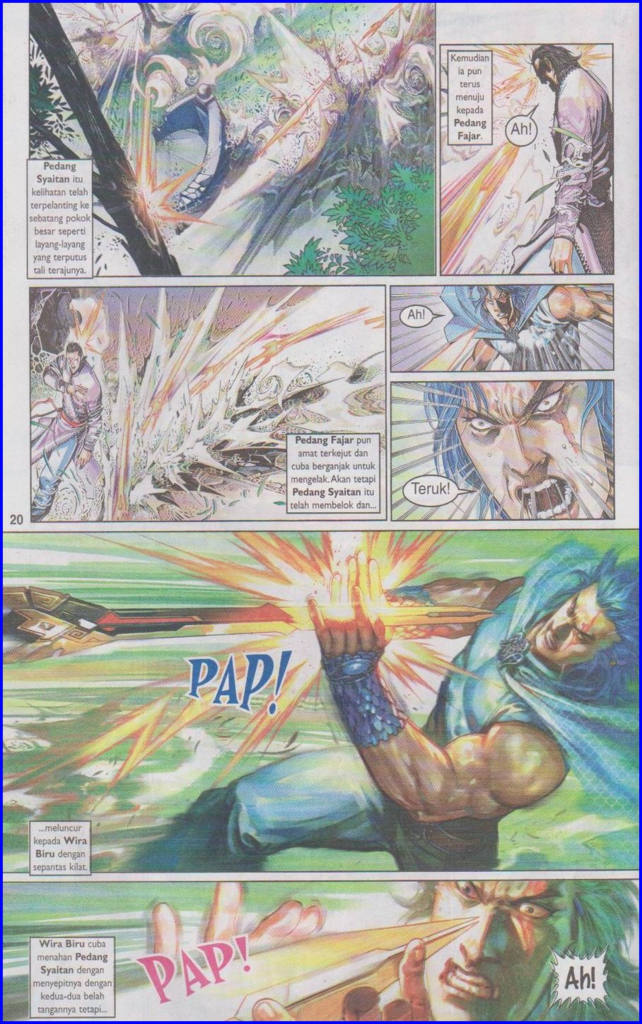 Pedang
Syaitan itu
kelihatan telah
terpelanting ke
sebatang pokok
besar seperti
layang-layang
yang terputus
tali terajunya.
Kemudian
ia pun
terus
menuju
kepada
Pedang
Fajar.
Ah!
Pedang Fajar pun
amat terkejut dan
cuba berganjak untuk
mengelak. Akan tetapi
Pedang Syaitan itu
telah membelok dan...
Ah!
Teruk!
20
PAP!
...meluncur
kepada Wira
Biru dengan
sepantas kilat.
Wira Biru cuba
menahan Pedang
Syaitan dengan
menyepitnya dengan
kedua-dua belah
tangannya tetapi...
PAP!
Ah!